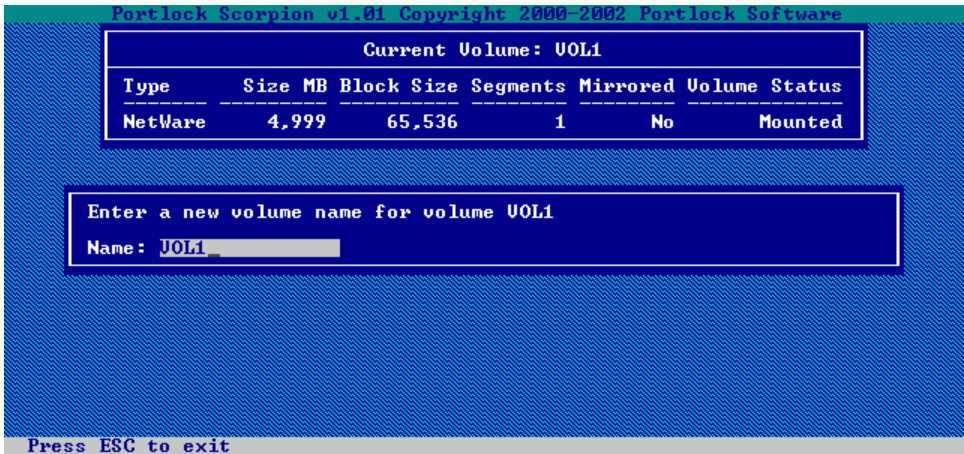 Portlock Scorpion v1.01 Copyright 2000-2002 Portlock Software
Current Volume: VOL1
Type Size MB Block Size Segments Mirrored Volume Status
NetWare 4,999 65,536 1 No Mounted
Enter a new volume name for volume VOL1
Name: VOL1_
Press ESC to exit